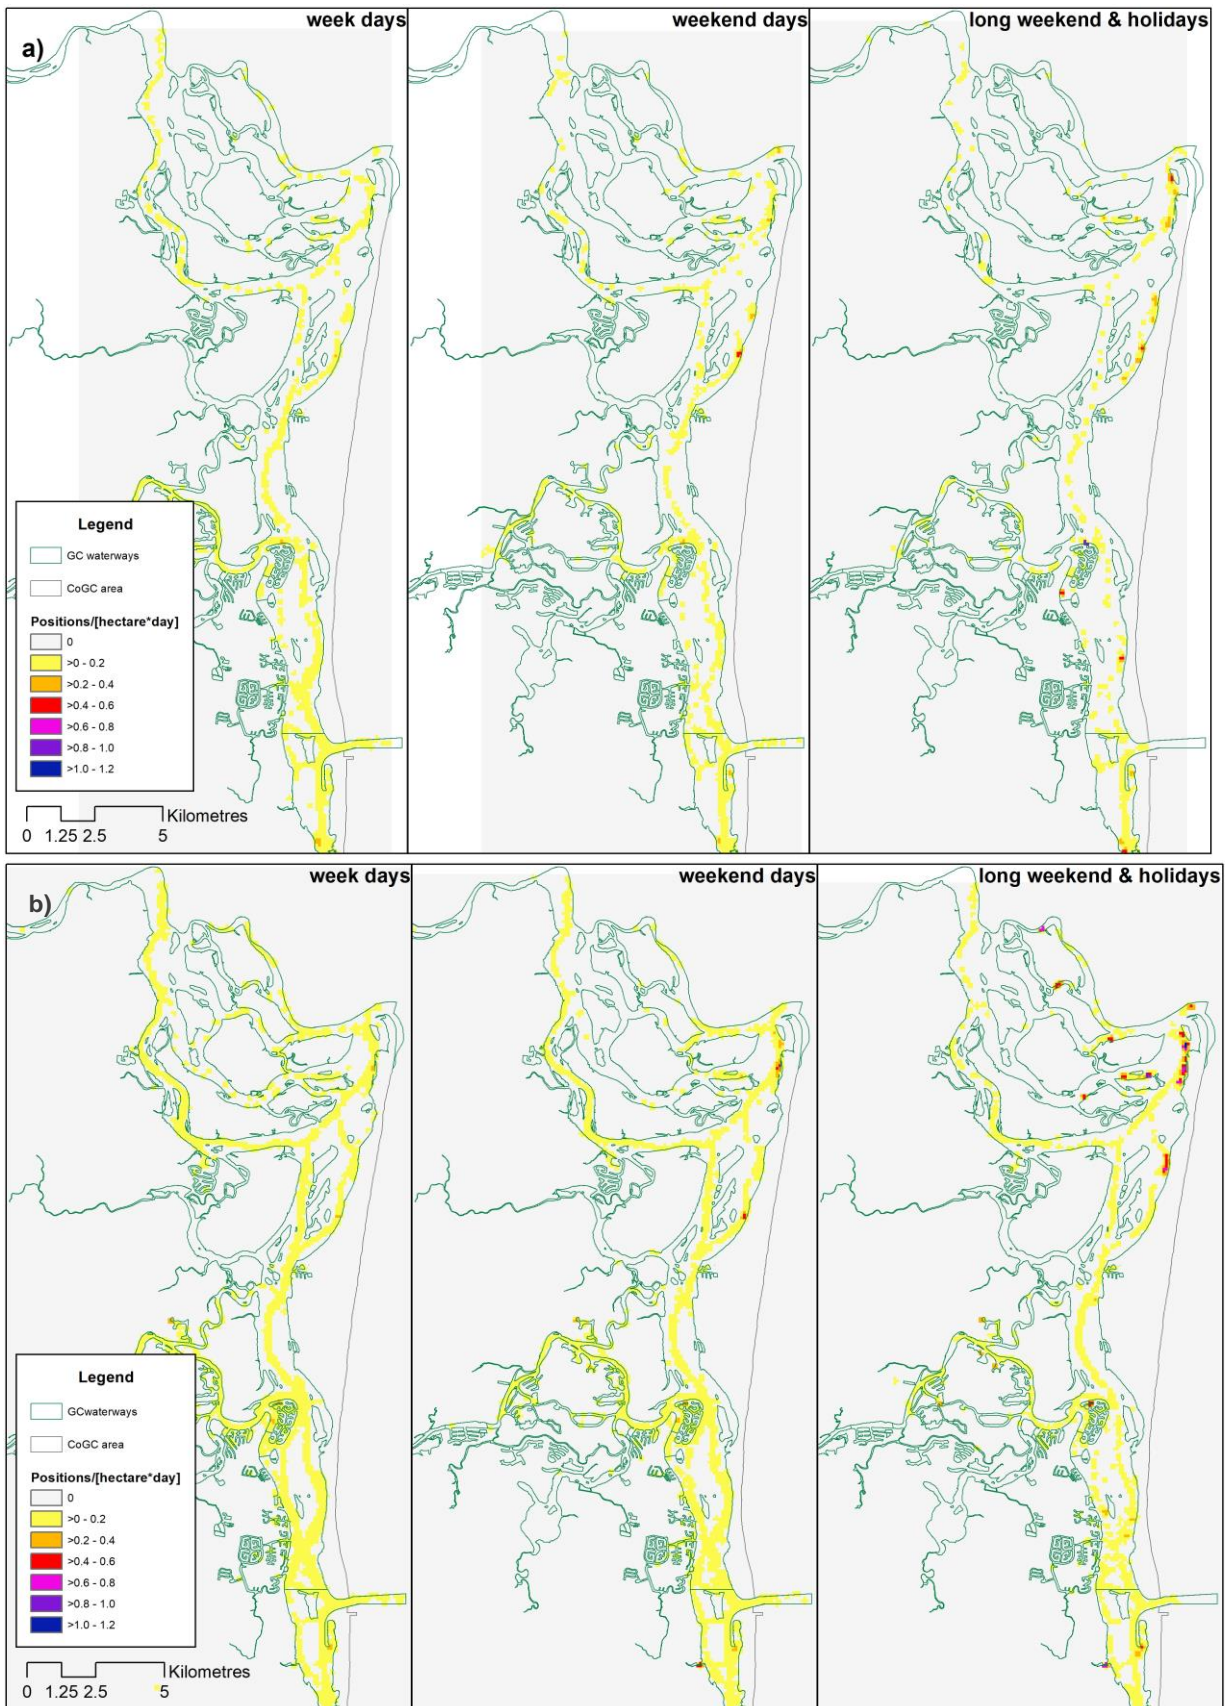 a)
week days
weekend days
long weekend & holidays
Legend
GC waterways
CoGC area
Positions/[hectare*day]
0
>0 - 0.2
>0.2 - 0.4
>0.4 - 0.6
>0.6 - 0.8
>0.8 - 1.0
>1.0 - 1.2
Kilometres
0 1.25 2.5 5
b)
week days
weekend days
long weekend & holidays
Legend
GCwaterways
CoGC area
Positions/[hectare*day]
0
>0 - 0.2
>0.2 - 0.4
>0.4 - 0.6
>0.6 - 0.8
>0.8 - 1.0
>1.0 - 1.2
Kilometres
0 1.25 2.5 5